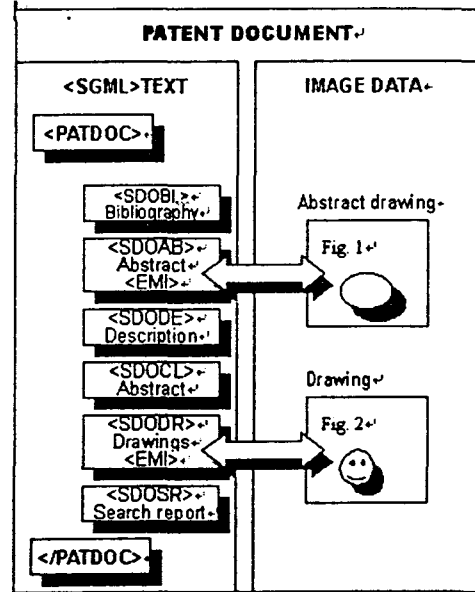 PATENT DOCUMENT↵
<SGML>TEXT
<PATDOC>↵
<SDOBI>↵
Bibliography↵
<SDOAB>↵
Abstract
<EMI>↵
<SDODE>↵
Description
<SDOCL>↵
Abstract↵
<SDODR>↵
Drawings↵
<EMI>↵
<SDOSR>↵
Search report↵
</PATDOC>↵
IMAGE DATA↵
Abstract drawing↵
Fig. 1↵
Drawing↵
Fig. 2↵